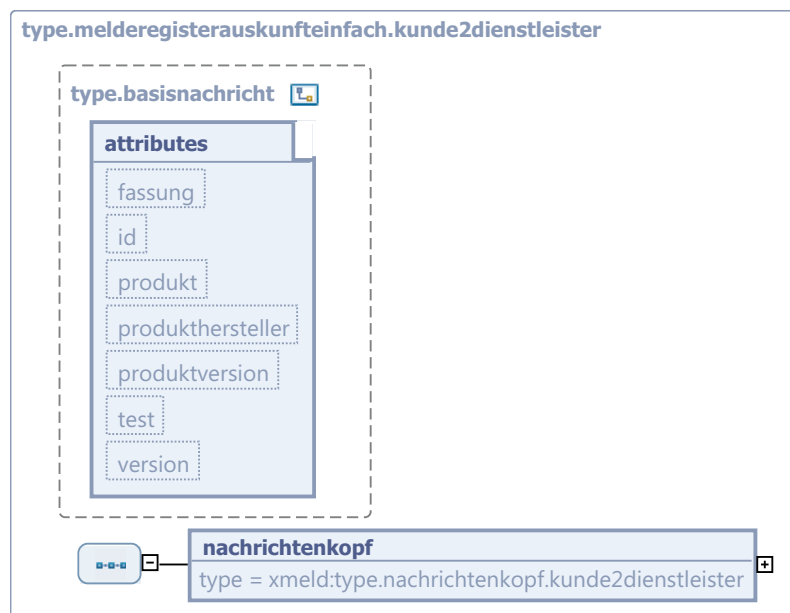 type.melderegisterauskunfteinfach.kunde2dienstleister
type.basisnachricht
attributes
fassung
id
produkt
produkthersteller
produktversion
test
version
nachrichtenkopf
type = xmeld:type.nachrichtenkopf.kunde2dienstleister